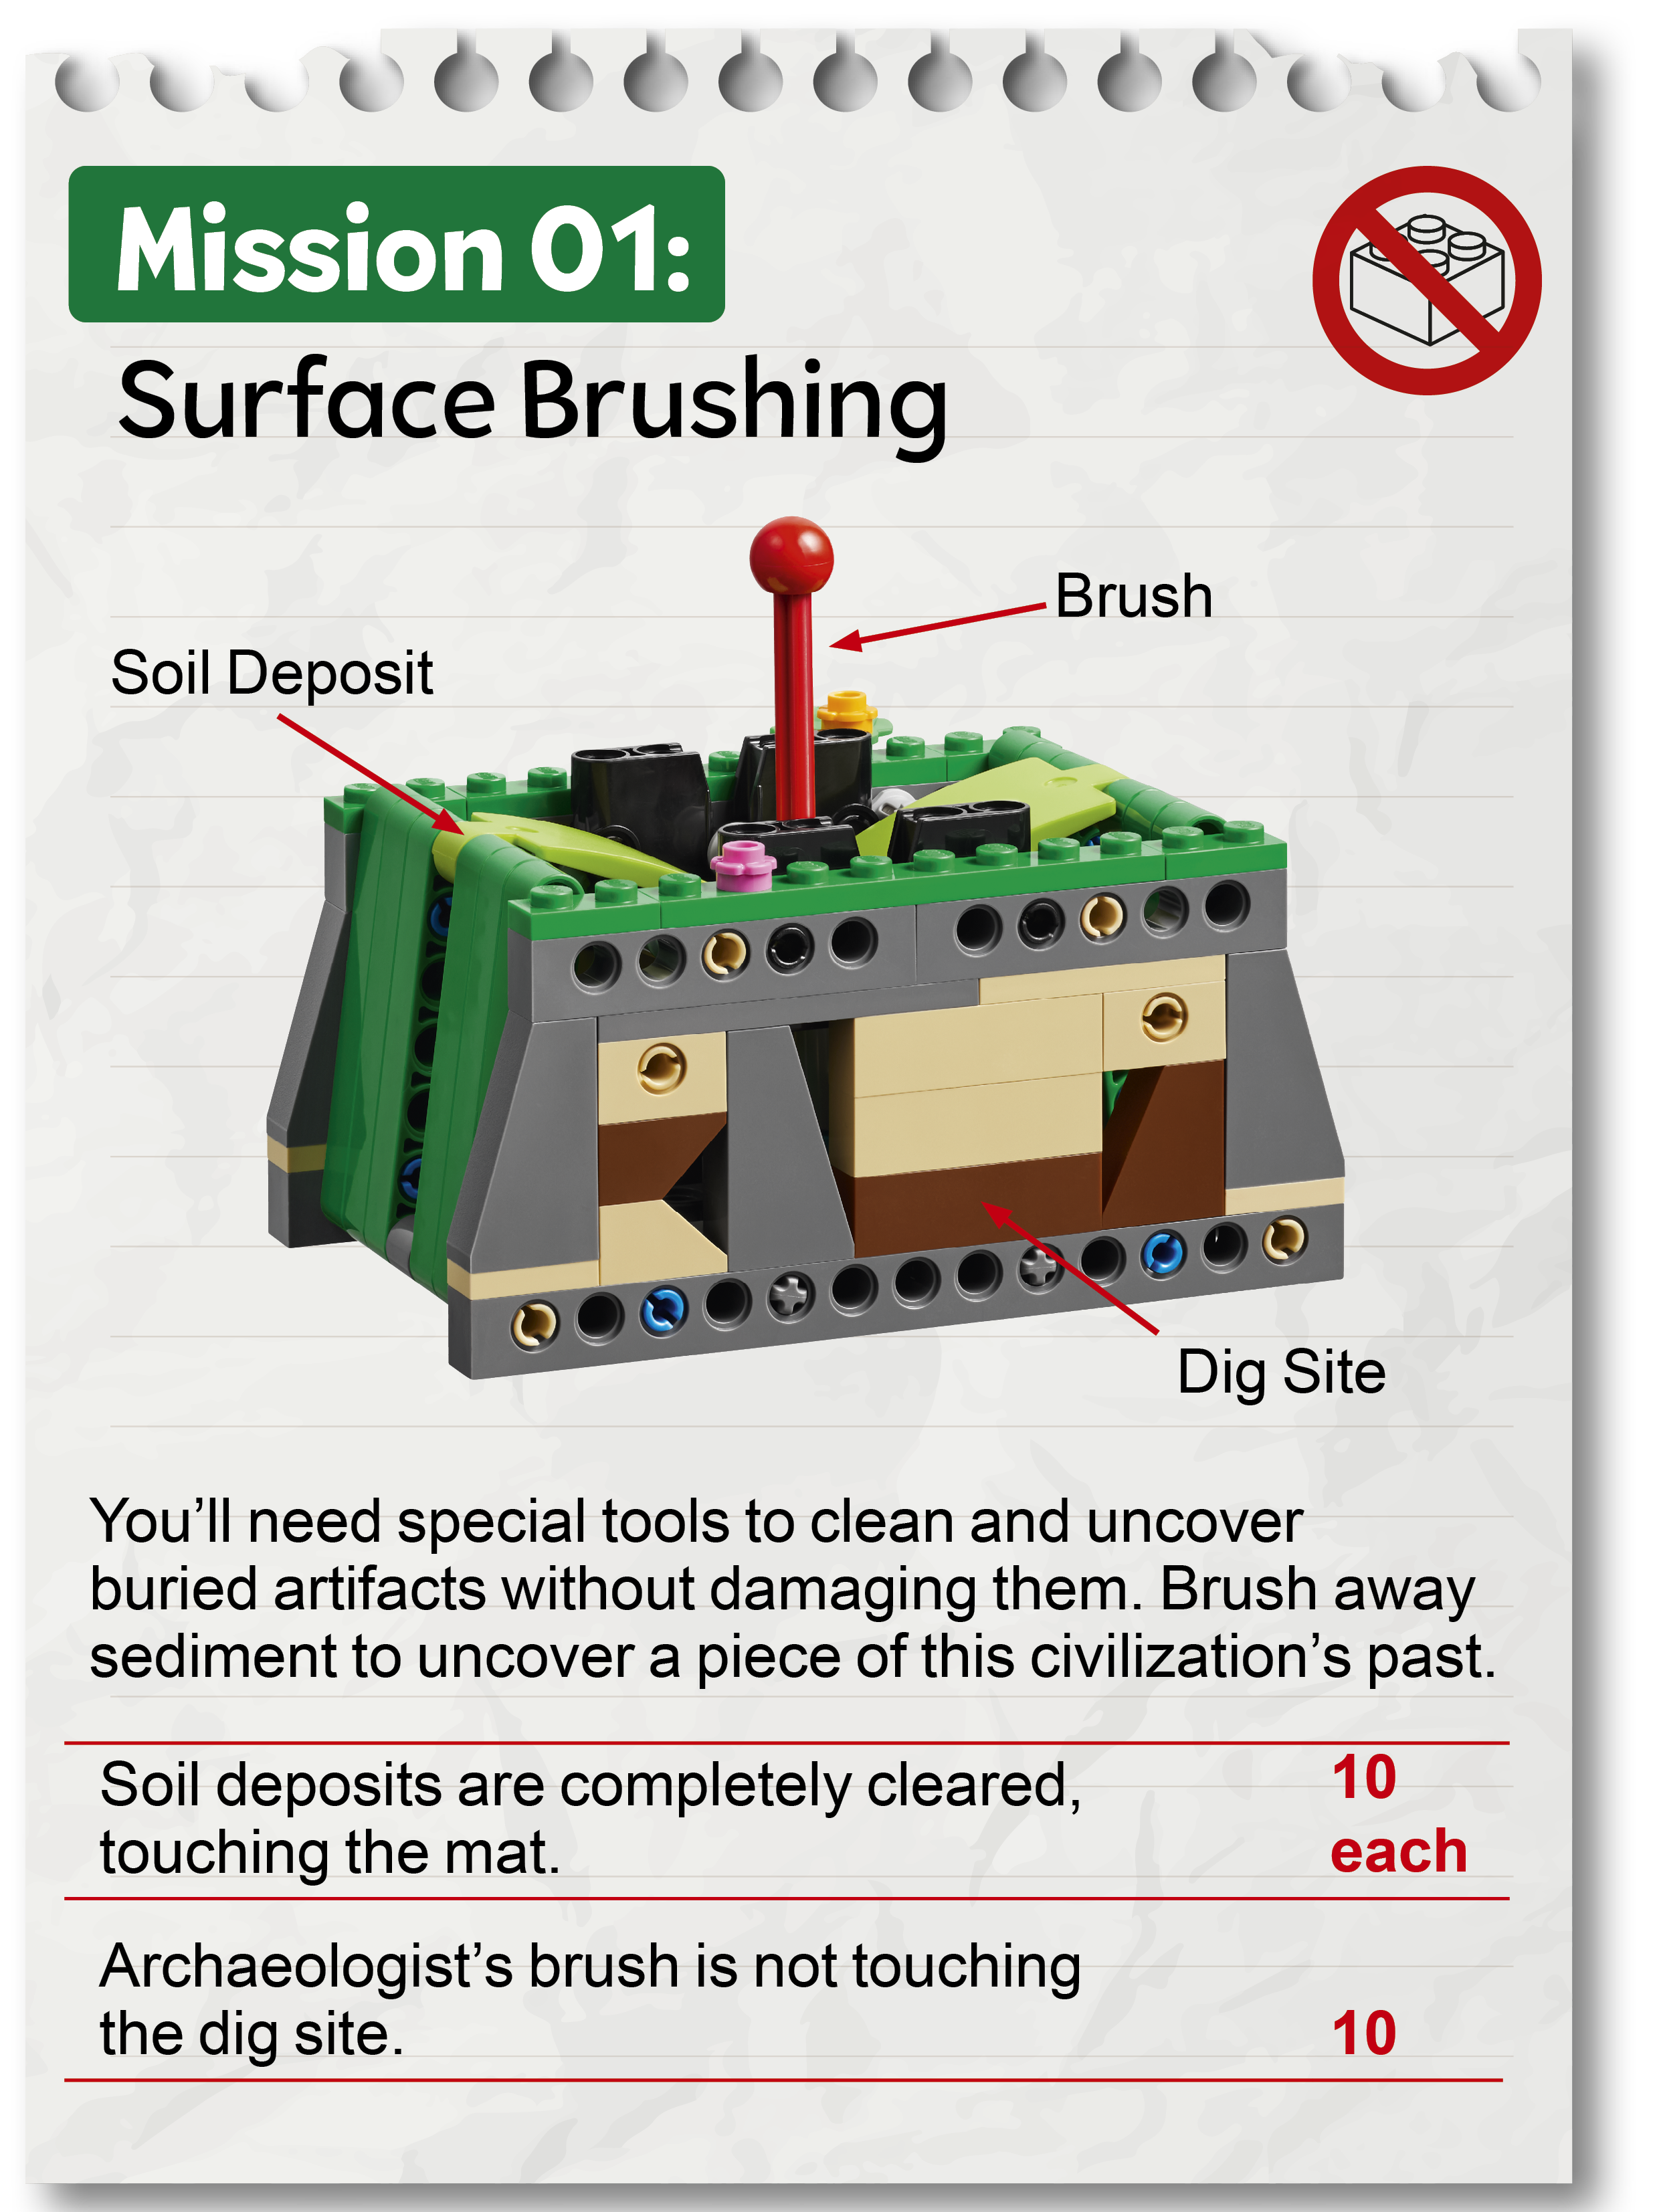 Mission 01:
Surface Brushing
Brush
Soil Deposit
Dig Site
You’ll need special tools to clean and uncover
buried artifacts without damaging them. Brush away
sediment to uncover a piece of this civilization’s past.
Soil deposits are completely cleared,
touching the mat.
10
each
Archaeologist’s brush is not touching
the dig site.
10